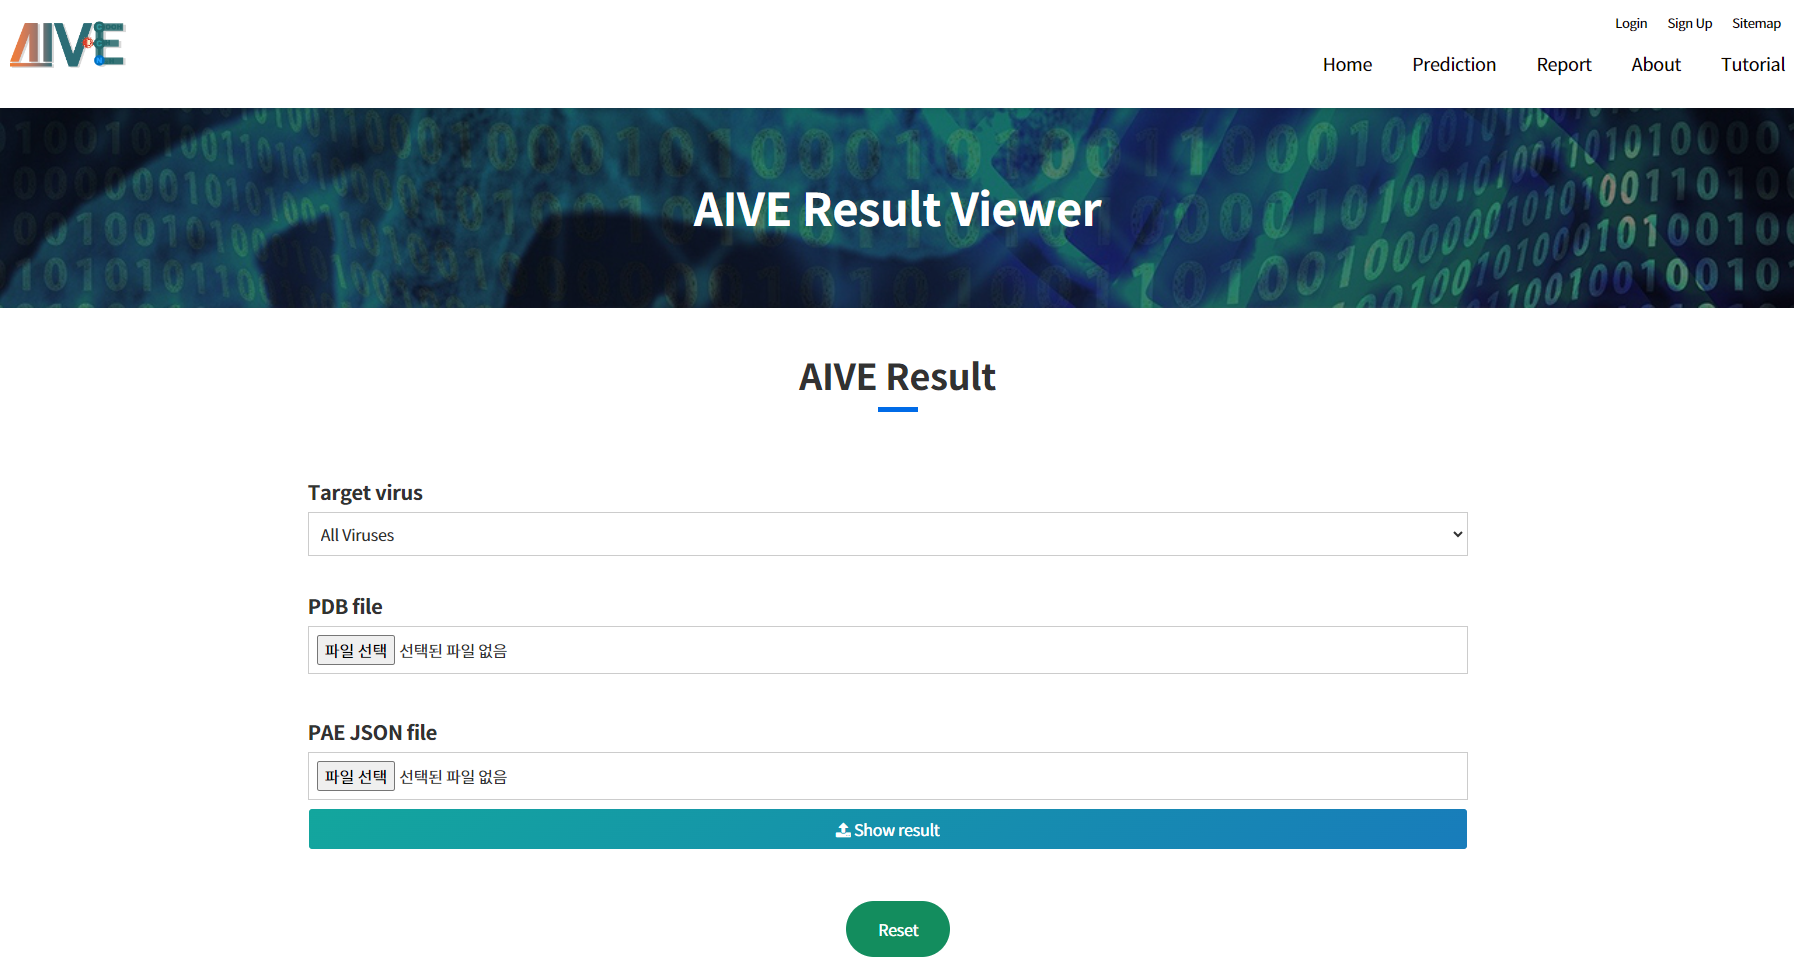 AIVE
Login Sign Up Sitemap
Home Prediction Report About Tutorial
AIVE Result Viewer
AIVE Result
Target virus
All Viruses
PDB file
파일 선택 선택된 파일 없음
PAE JSON file
파일 선택 선택된 파일 없음
Show result
Reset